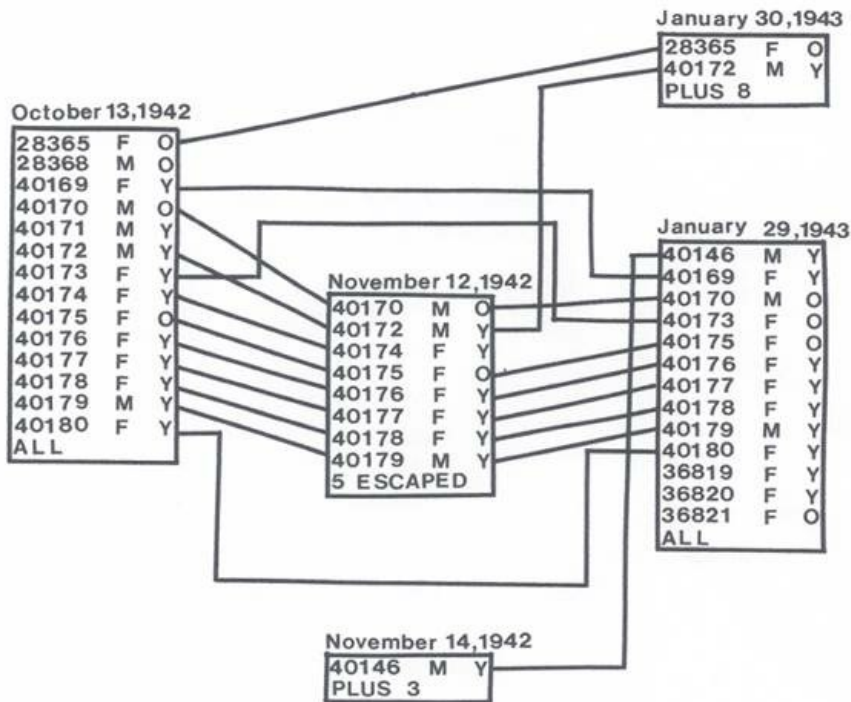 October 13,1942
28365 F O
28368 M O
40169 F Y
40170 M O
40171 M Y
40172 M Y
40173 F Y
40174 F Y
40175 F O
40176 F Y
40177 F Y
40178 F Y
40179 M Y
40180 F Y
ALL
November 12,1942
40170 M O
40172 M Y
40174 F Y
40175 F O
40176 F Y
40177 F Y
40178 F Y
40179 M Y
5 ESCAPED
November 14,1942
40146 M Y
PLUS 3
January 30,1943
28365 F O
40172 M Y
PLUS 8
January 29,1943
40146 M Y
40169 F Y
40170 M O
40173 F O
40175 F O
40176 F Y
40177 F Y
40178 F Y
40179 M Y
40180 F Y
36819 F Y
36820 F Y
36821 F O
ALL